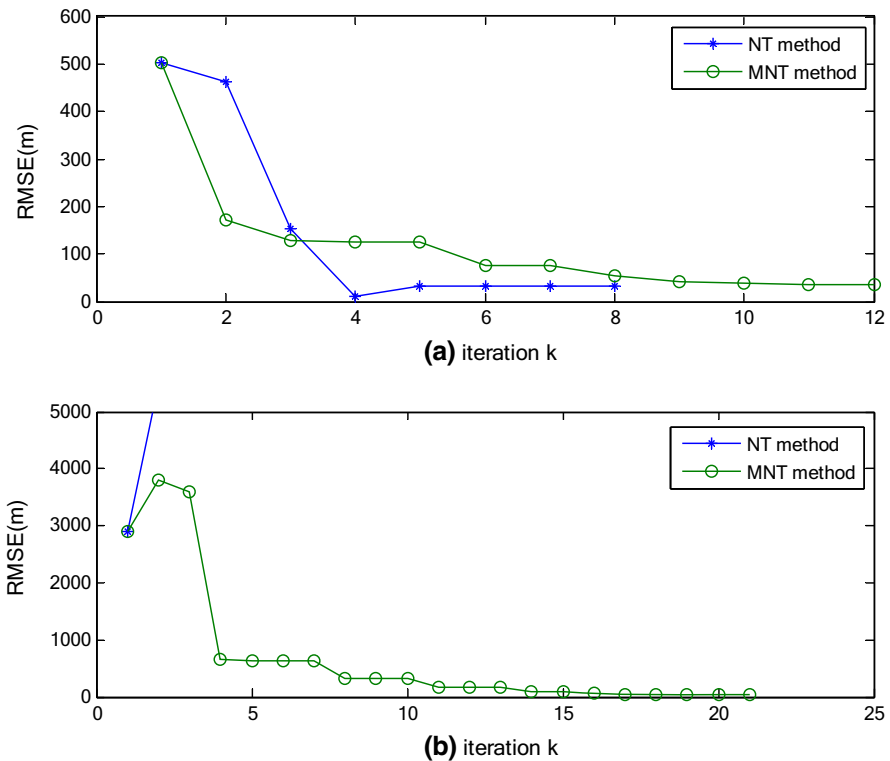 600
500
400
300
200
100
0
RMSE(m)
NT method
MNT method
0 2 4 6 8 10 12
(a) iteration k
5000
4000
3000
1000
0
RMSE(m)
NT method
MNT method
0 5 10 15 20 25
(b) iteration k